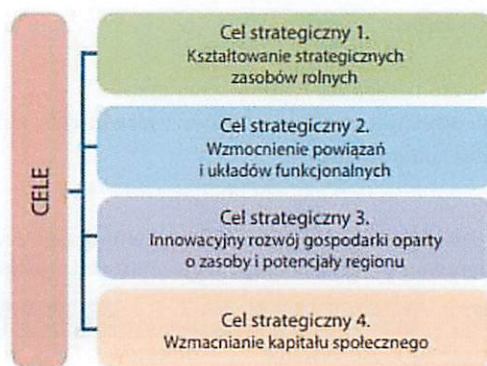 CELE
Cel strategiczny 1.
Kształtowanie strategicznych
zasobów rolnych
Cel strategiczny 2.
Wzmocnienie powiązań
i układów funkcjonalnych
Cel strategiczny 3.
Innowacyjny rozwój gospodarki oparty
o zasoby i potencjały regionu
Cel strategiczny 4.
Wzmacnianie kapitału społecznego